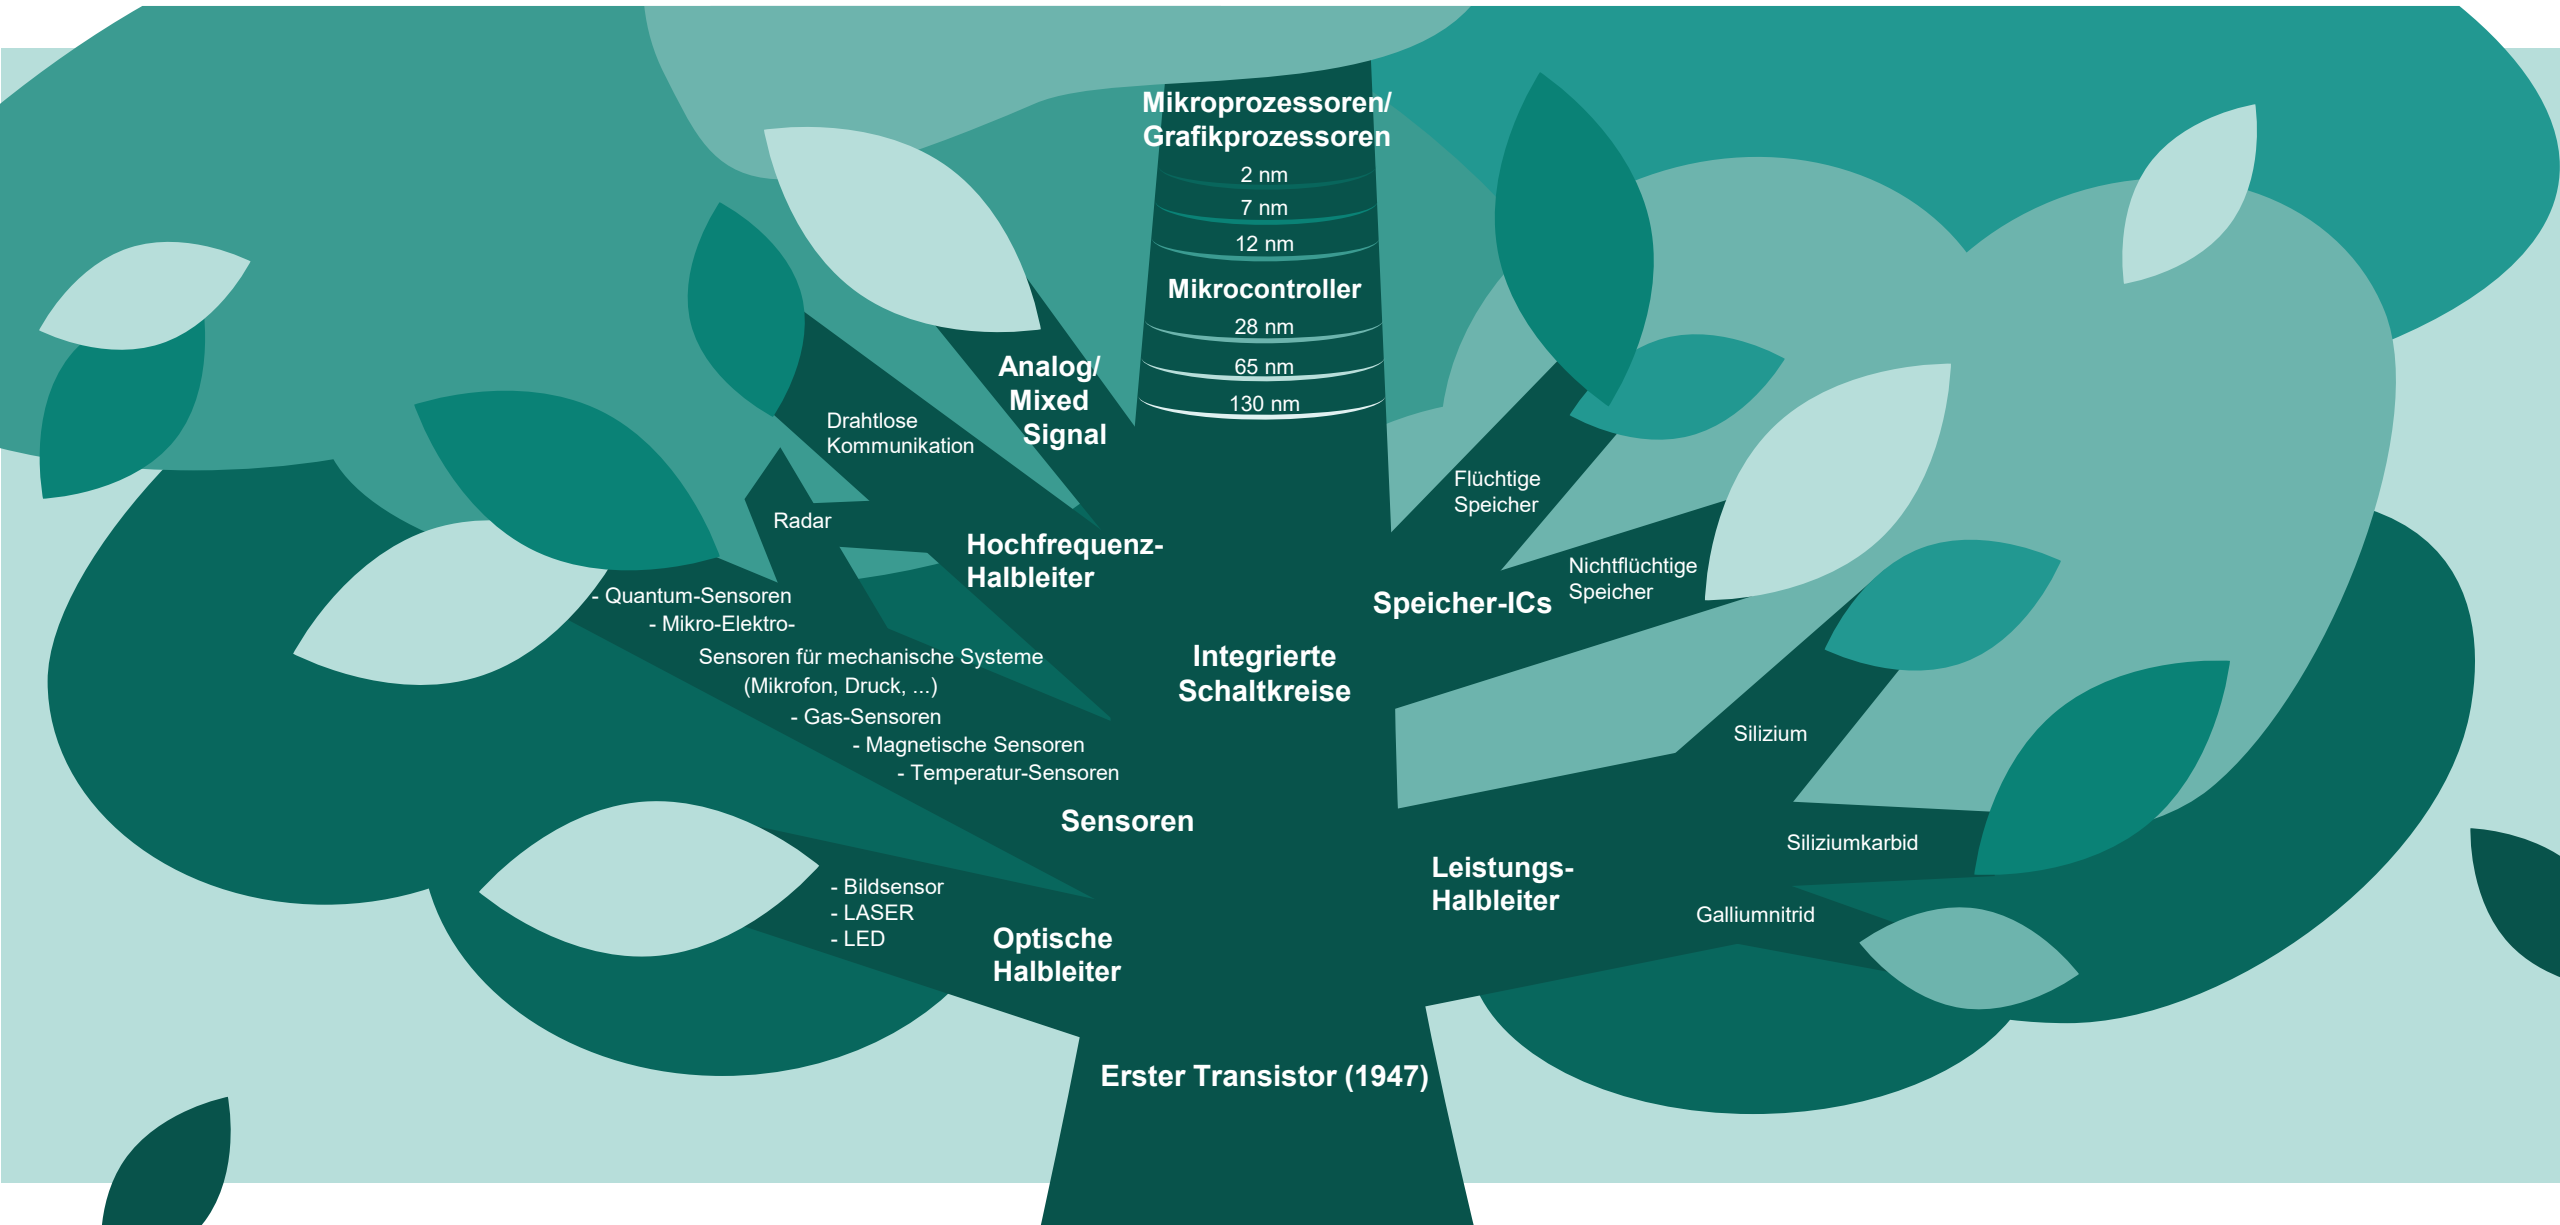 Mikroprozessoren/
Grafikprozessoren
2 nm
7 nm
12 nm
Mikrocontroller
28 nm
65 nm
130 nm
Analog/
Mixed
Signal
Drahtlose
Kommunikation
Radar
Hochfrequenz-
Halbleiter
Flüchtige
Speicher
Nichtflüchtige
Speicher
Speicher-ICs
Integrierte
Schaltkreise
- Quantum-Sensoren
- Mikro-Elektro-
Sensoren für mechanische Systeme
(Mikrofon, Druck, ...)
- Gas-Sensoren
- Magnetische Sensoren
- Temperatur-Sensoren
Sensoren
Silizium
Siliziumkarbid
Galliumnitrid
Leistungs-
Halbleiter
- Bildsensor
- LASER
- LED
Optische
Halbleiter
Erster Transistor (1947)